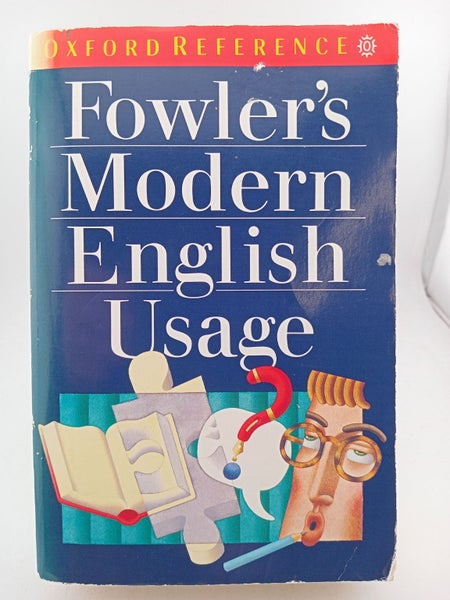 OXFORD REFERENCE
Fowler's
Modern
English
Usage